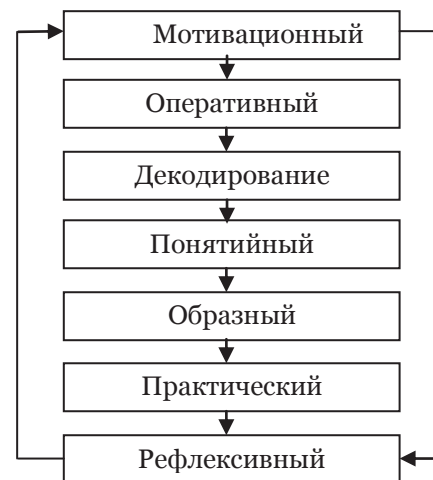 Мотивационный
Оперативный
Декодирование
Понятийный
Образный
Практический
Рефлексивный